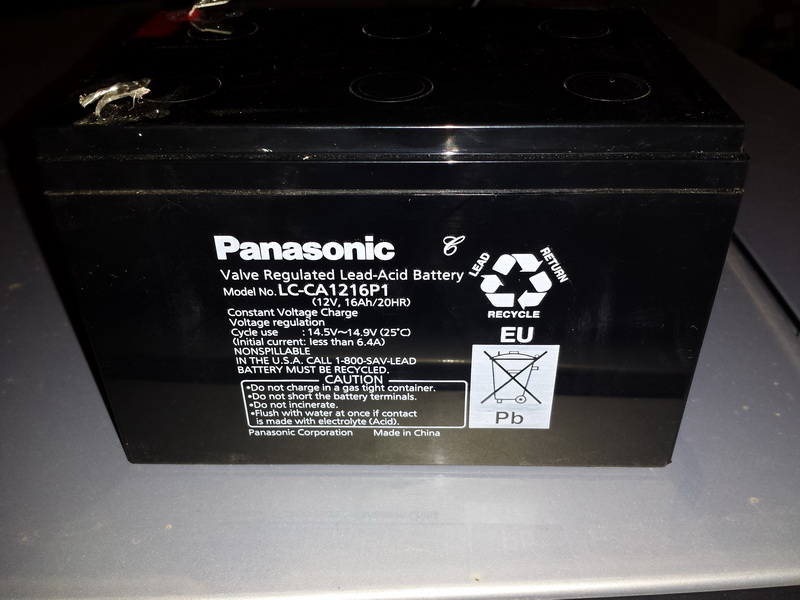 Panasonic
Valve Regulated Lead-Acid Battery
Model No. LC-CA1216P1
(12V, 16Ah/20HR)
Constant Voltage Charge
Voltage regulation
Cycle use : 14.5V~14.9V (25°C)
(Initial current: less than 6.4A)
NONSPILLABLE
IN THE U.S.A. CALL 1-800-SAV-LEAD
BATTERY MUST BE RECYCLED.
CAUTION
•Do not charge in a gas tight container.
•Do not short the battery terminals.
•Do not incinerate.
•Flush with water at once if contact
is made with electrolyte (Acid).
Panasonic Corporation Made in China
LEAD
RETURN
RECYCLE
EU
Pb